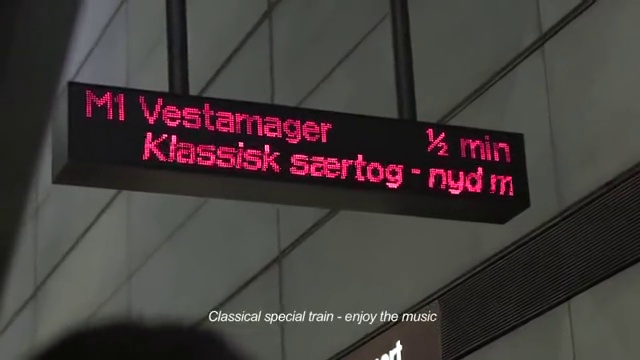 M1 Vestamager ½ min
Klassisk særtog - nyd m
Classical special train - enjoy the music